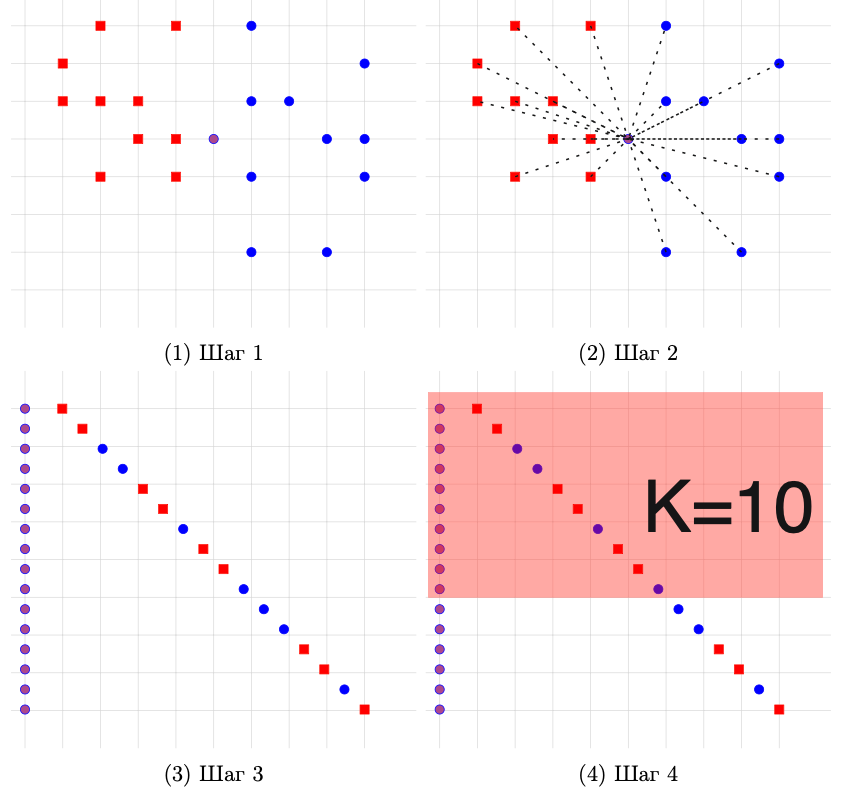 (1) Шаг 1
(2) Шаг 2
K=10
(3) Шаг 3
(4) Шаг 4